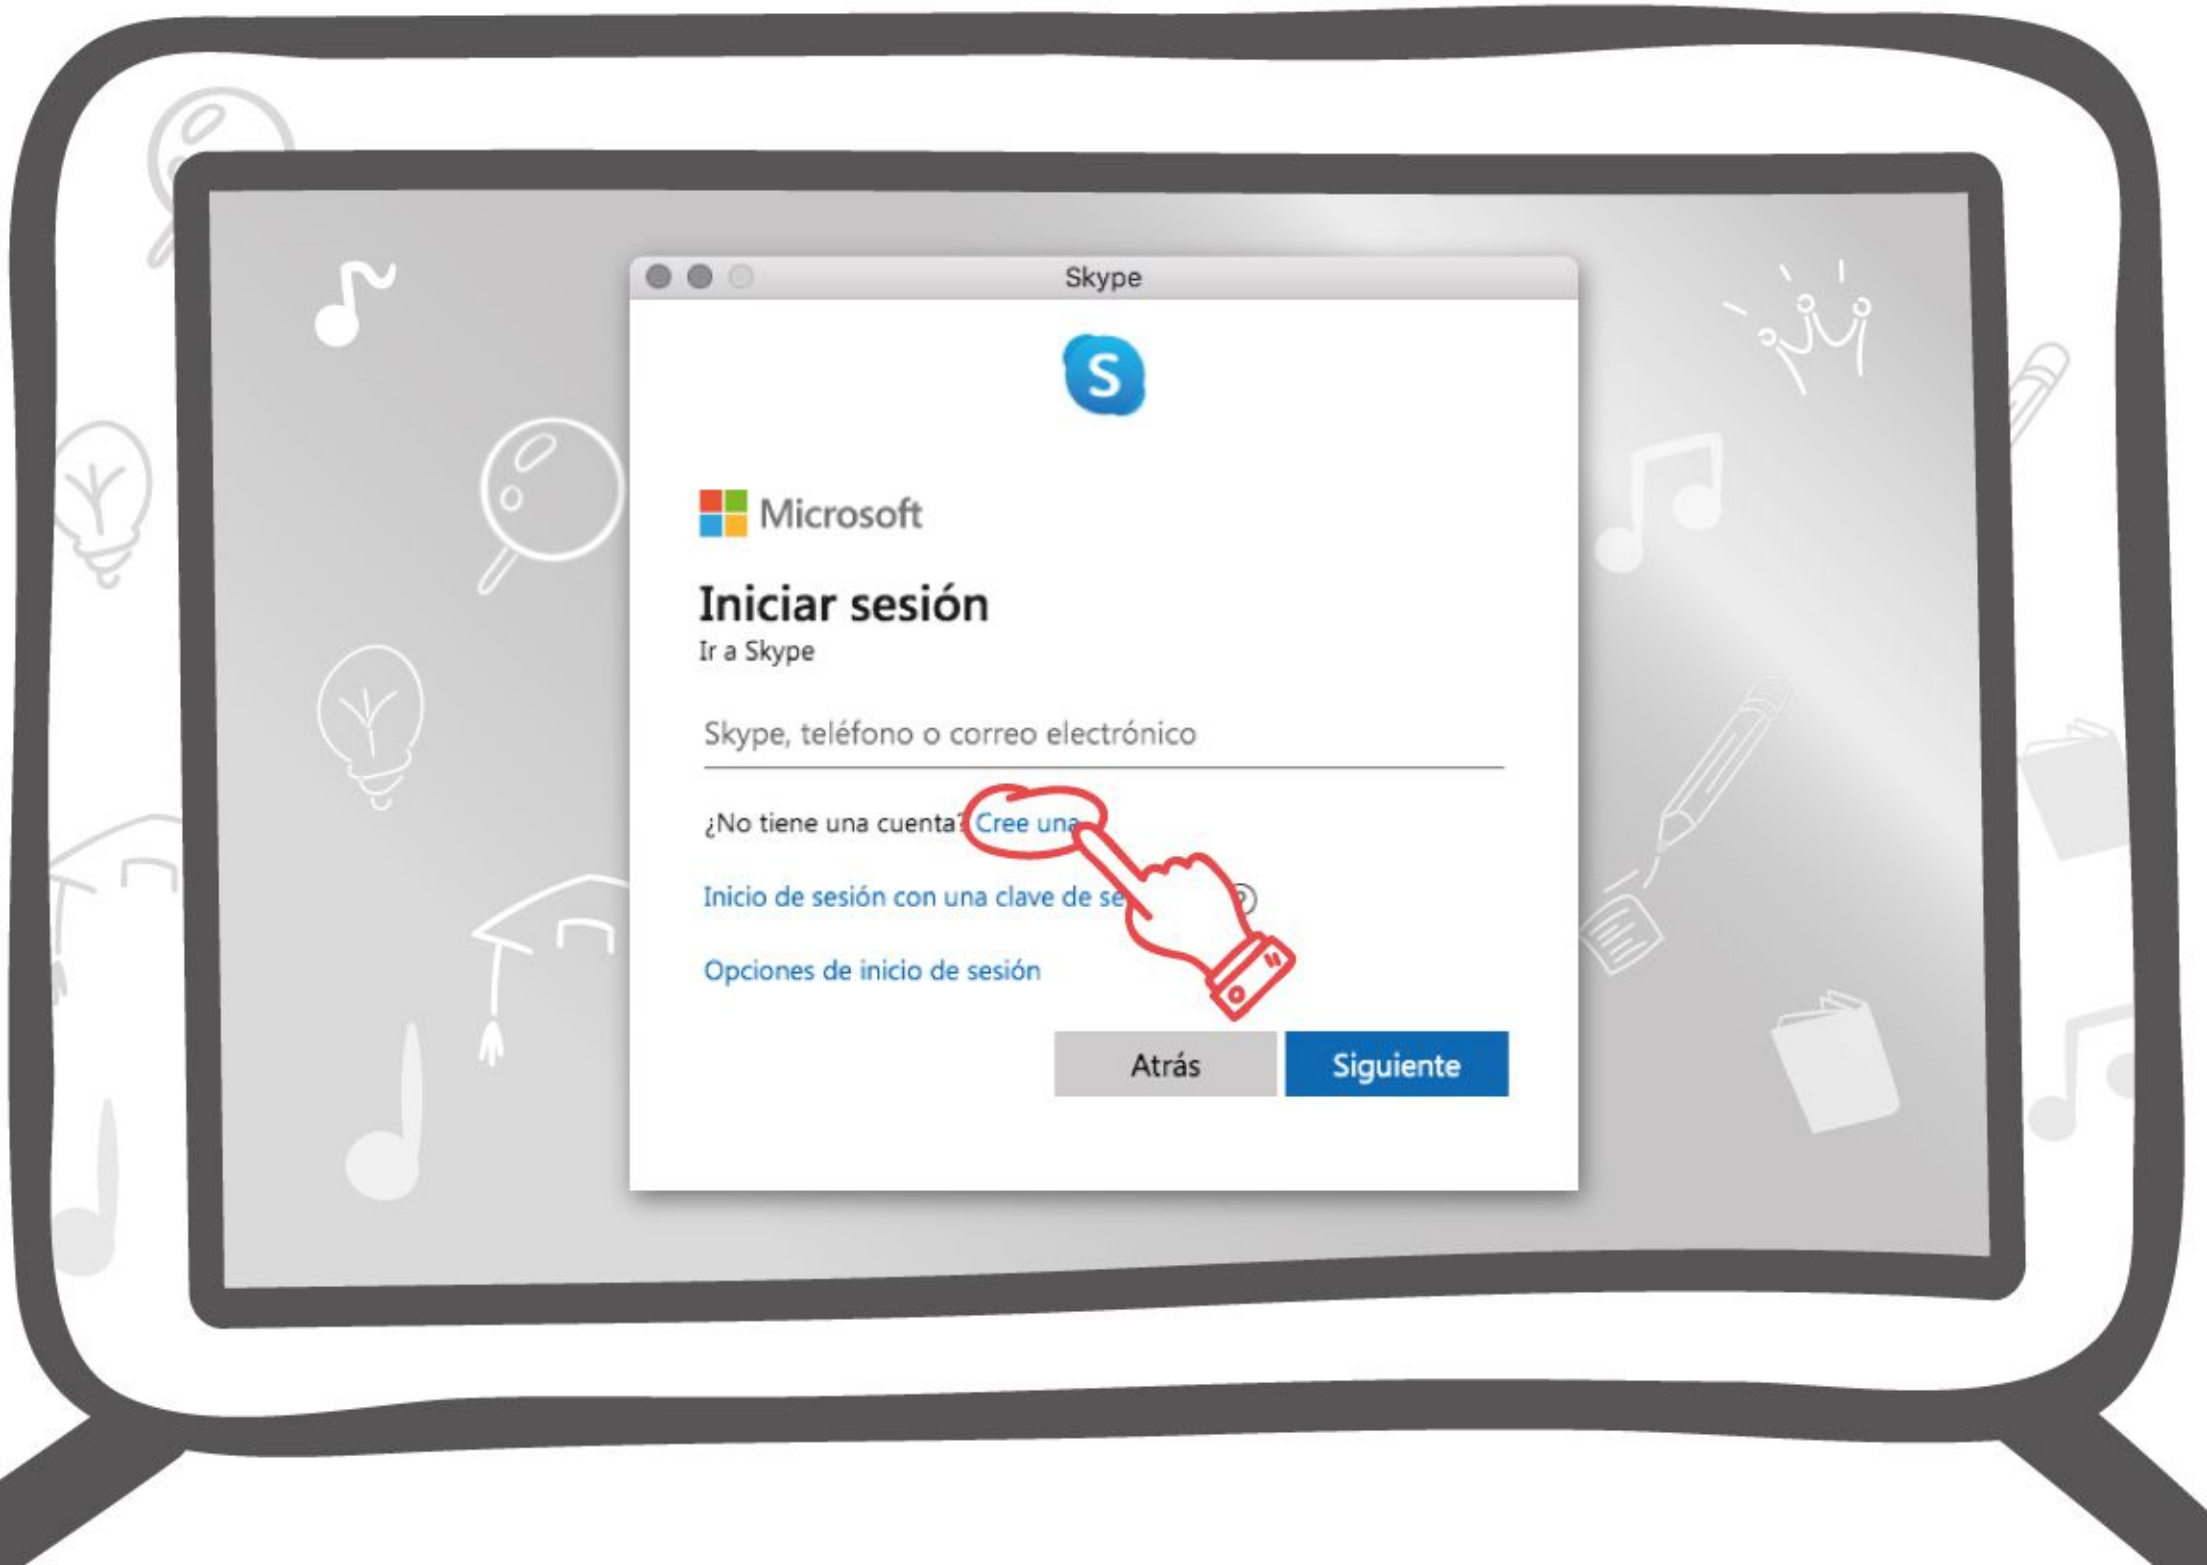 Skype
S
Microsoft
Iniciar sesión
Ir a Skype
Skype, teléfono o correo electrónico
¿No tiene una cuenta? Cree una
Inicio de sesión con una clave de
Opciones de inicio de sesión
Atrás
Siguiente